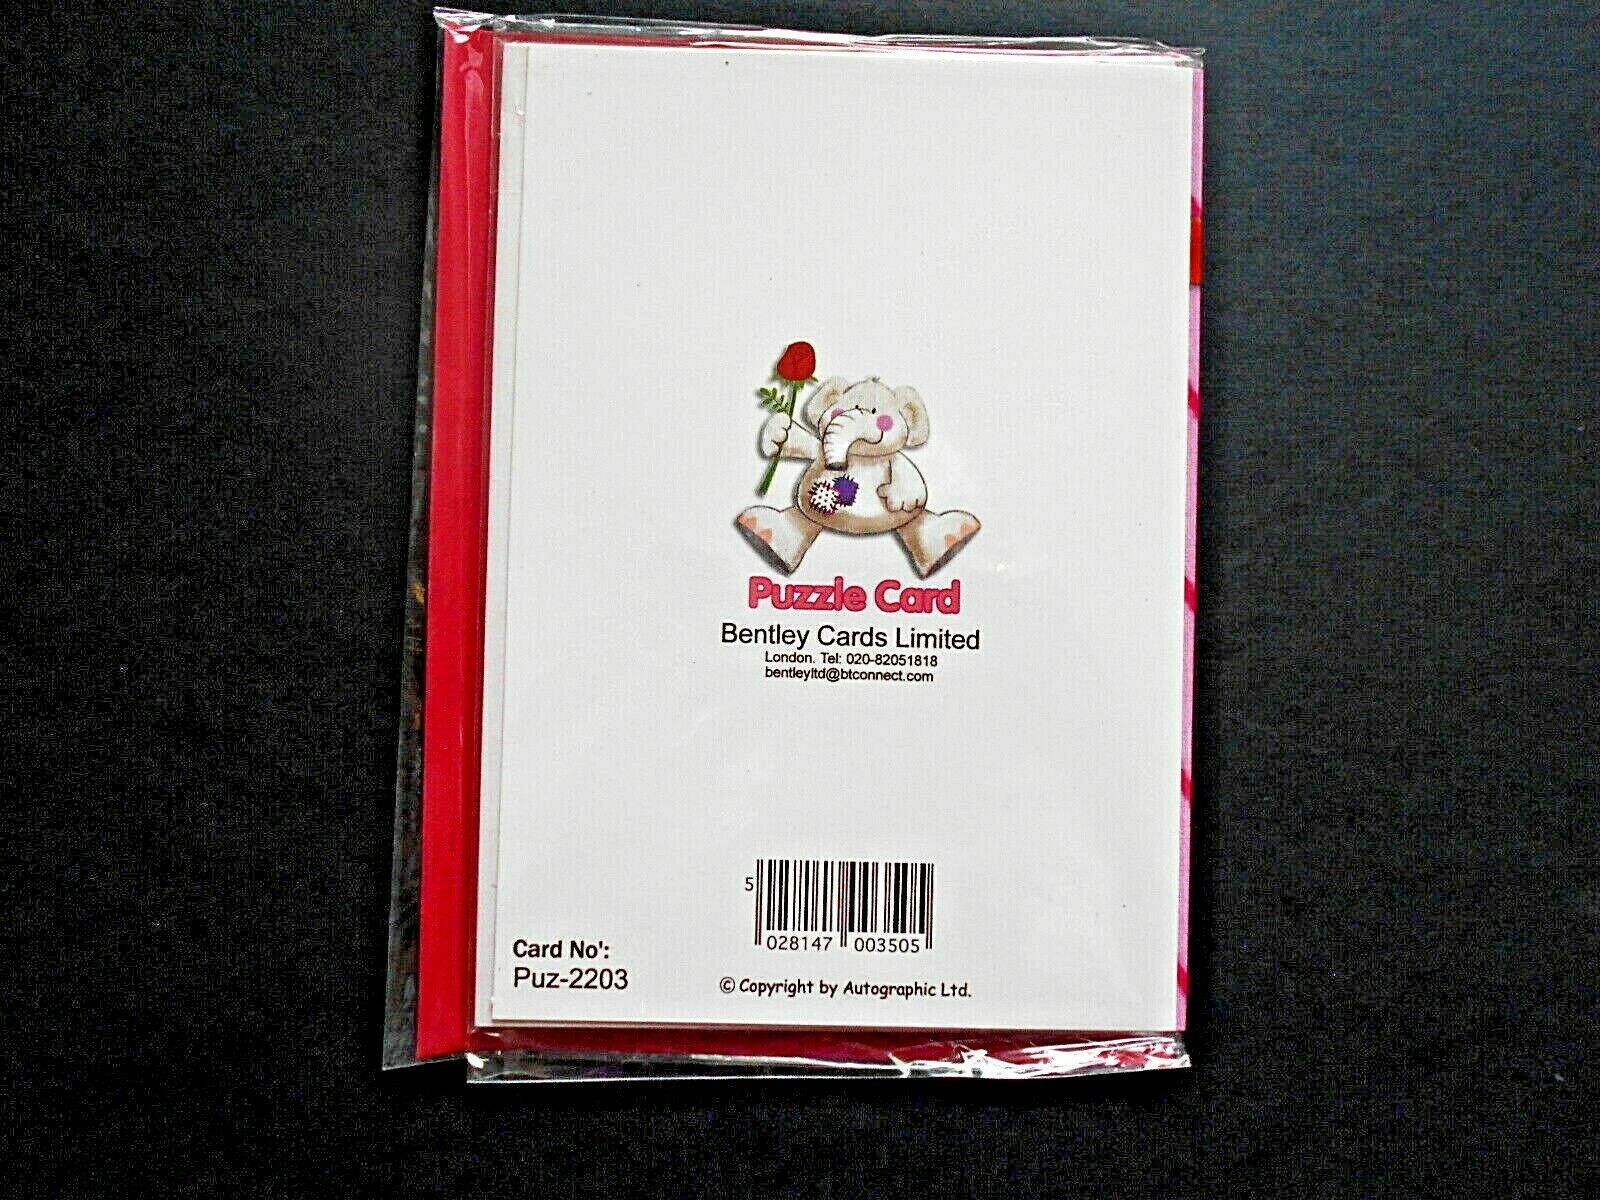 Puzzle Card
Bentley Cards Limited
London. Tel: 020-82051818
bentleyltd@btconnect.com
5 028147 003505
Card No':
Puz-2203
© Copyright by Autographic Ltd.